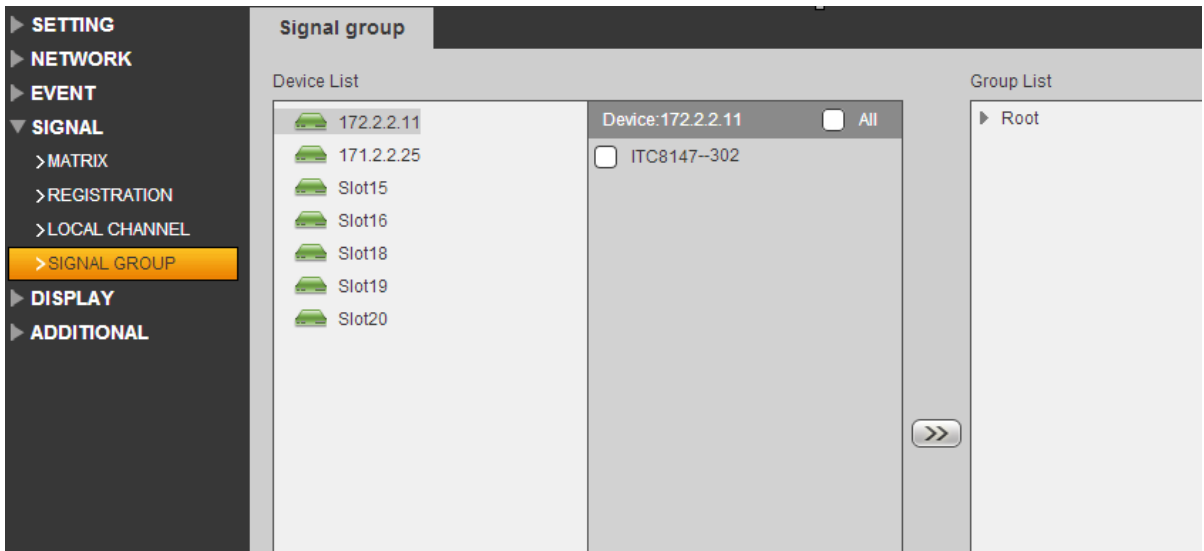 SETTING
NETWORK
EVENT
SIGNAL
>MATRIX
>REGISTRATION
>LOCAL CHANNEL
>SIGNAL GROUP
DISPLAY
ADDITIONAL
Signal group
Device List
172.2.2.11
171.2.2.25
Slot15
Slot16
Slot18
Slot19
Slot20
Device:172.2.2.11 All
ITC8147--302
>>
Group List
Root